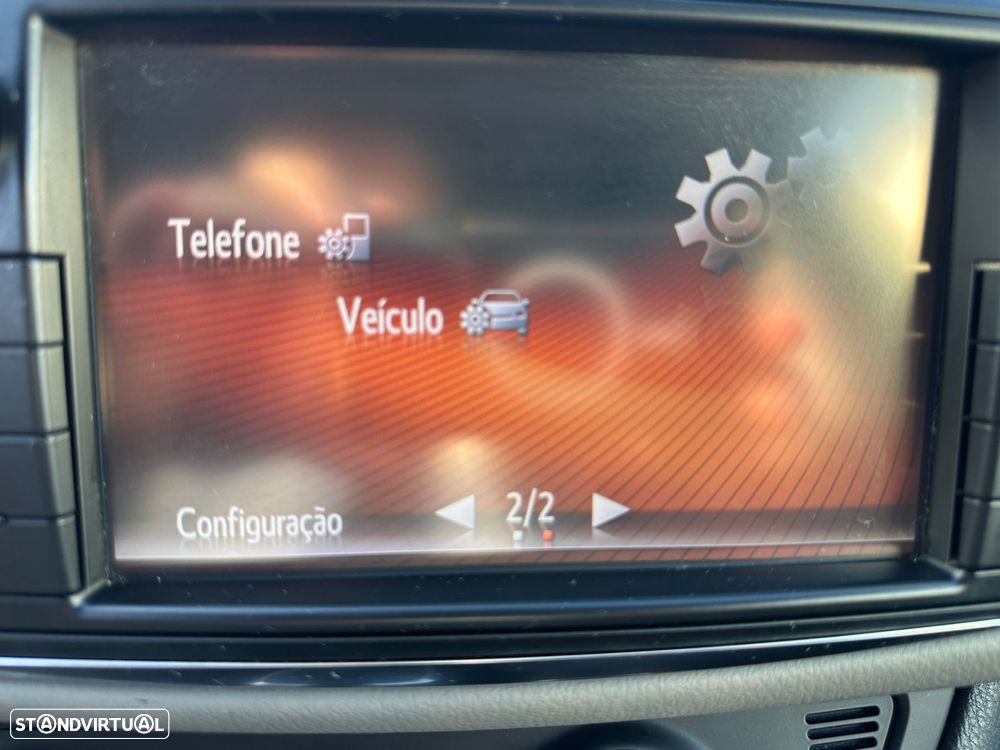 Telefone
Veículo
Configuração
2/2
STANDVIRTUAL